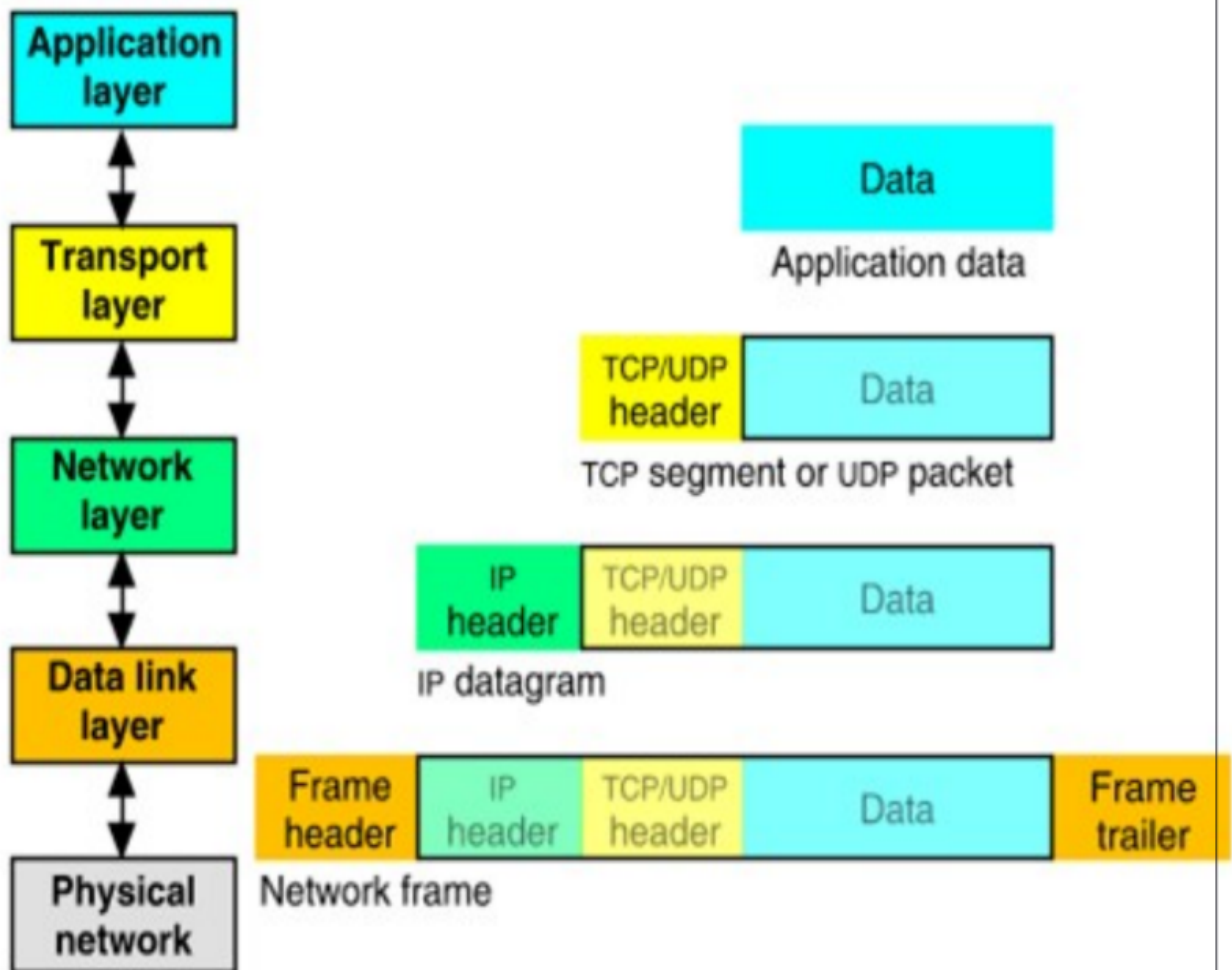 Application
layer
Data
Application data
Transport
layer
TCP/UDP
header
Data
TCP segment or UDP packet
Network
layer
IP
header
TCP/UDP
header
Data
IP datagram
Data link
layer
Frame
header
IP
header
TCP/UDP
header
Data
Frame
trailer
Network frame
Physical
network